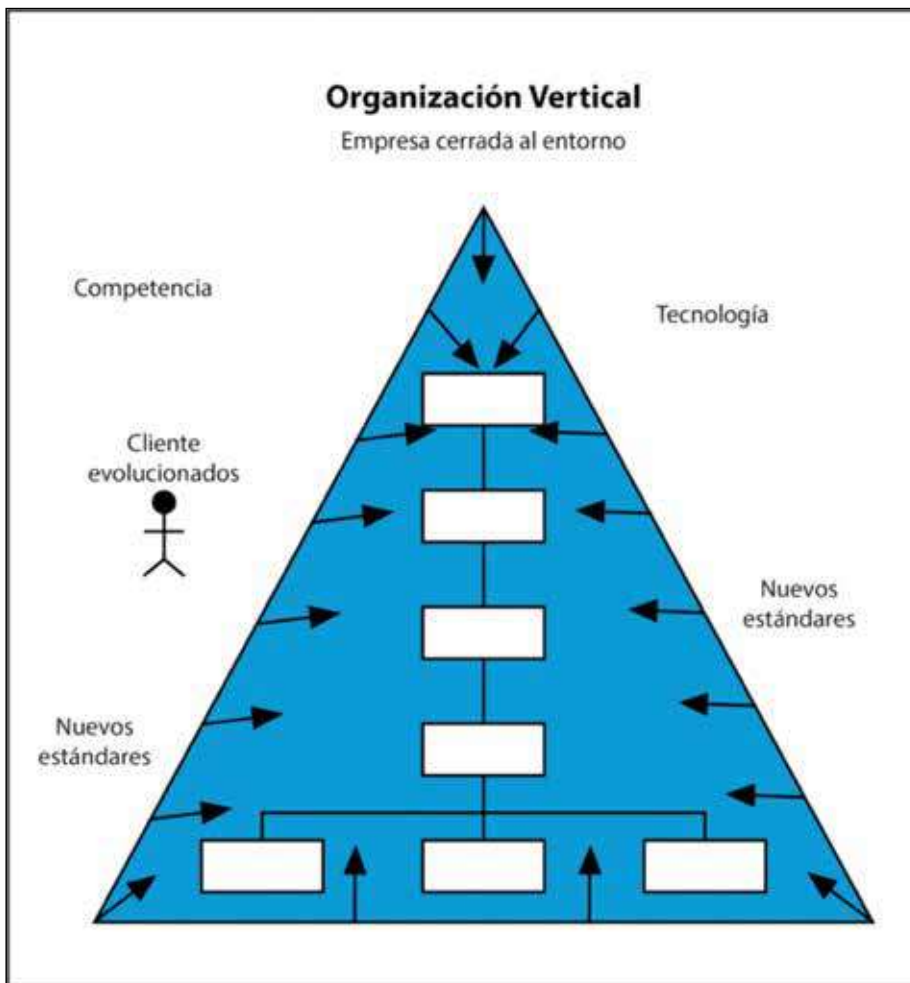 Organización Vertical
Empresa cerrada al entorno
Competencia
Tecnología
Cliente
evolucionados
Nuevos
estándares
Nuevos
estándares